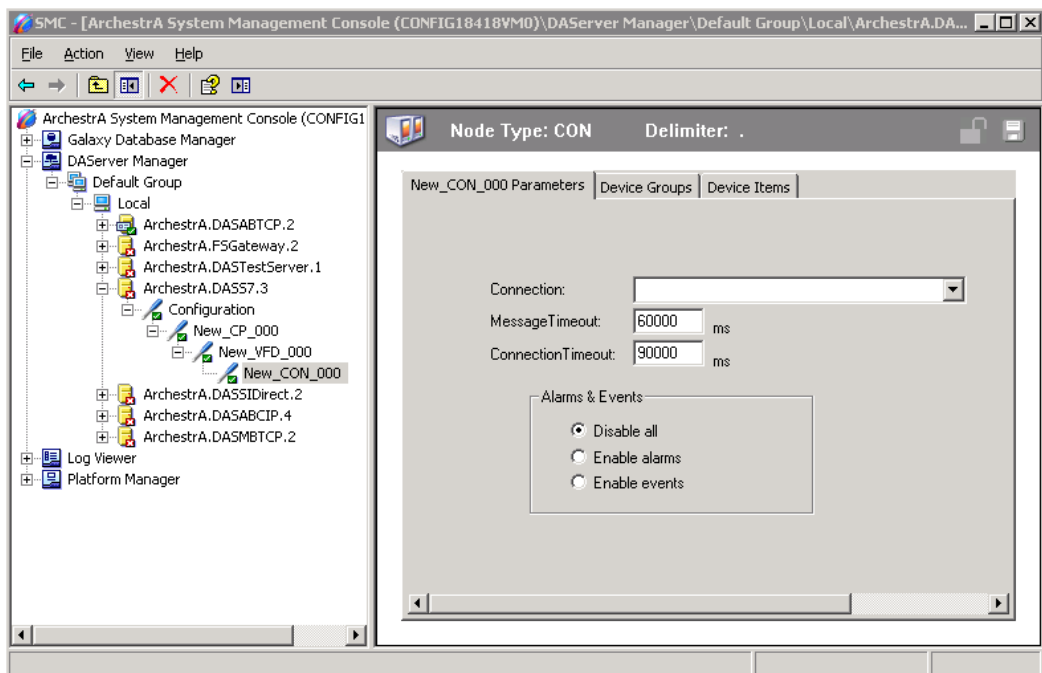 SMC - [ArchestrA System Management Console (CONFIG18418VM0)\DAServer Manager\Default Group\Local\ArchestrA.DA...
File Action View Help
ArchestrA System Management Console (CONFIG1
Galaxy Database Manager
DAServer Manager
Default Group
Local
ArchestrA.DASABTCP.2
ArchestrA.FSGateway.2
ArchestrA.DASTestServer.1
ArchestrA.DASS7.3
Configuration
New_CP_000
New_VFD_000
New_CON_000
ArchestrA.DASSIDirect.2
ArchestrA.DASABCIP.4
ArchestrA.DASMBTCP.2
Log Viewer
Platform Manager
Node Type: CON Delimiter: .
New_CON_000 Parameters Device Groups Device Items
Connection:
MessageTimeout: 60000 ms
ConnectionTimeout: 90000 ms
Alarms & Events
Disable all
Enable alarms
Enable events